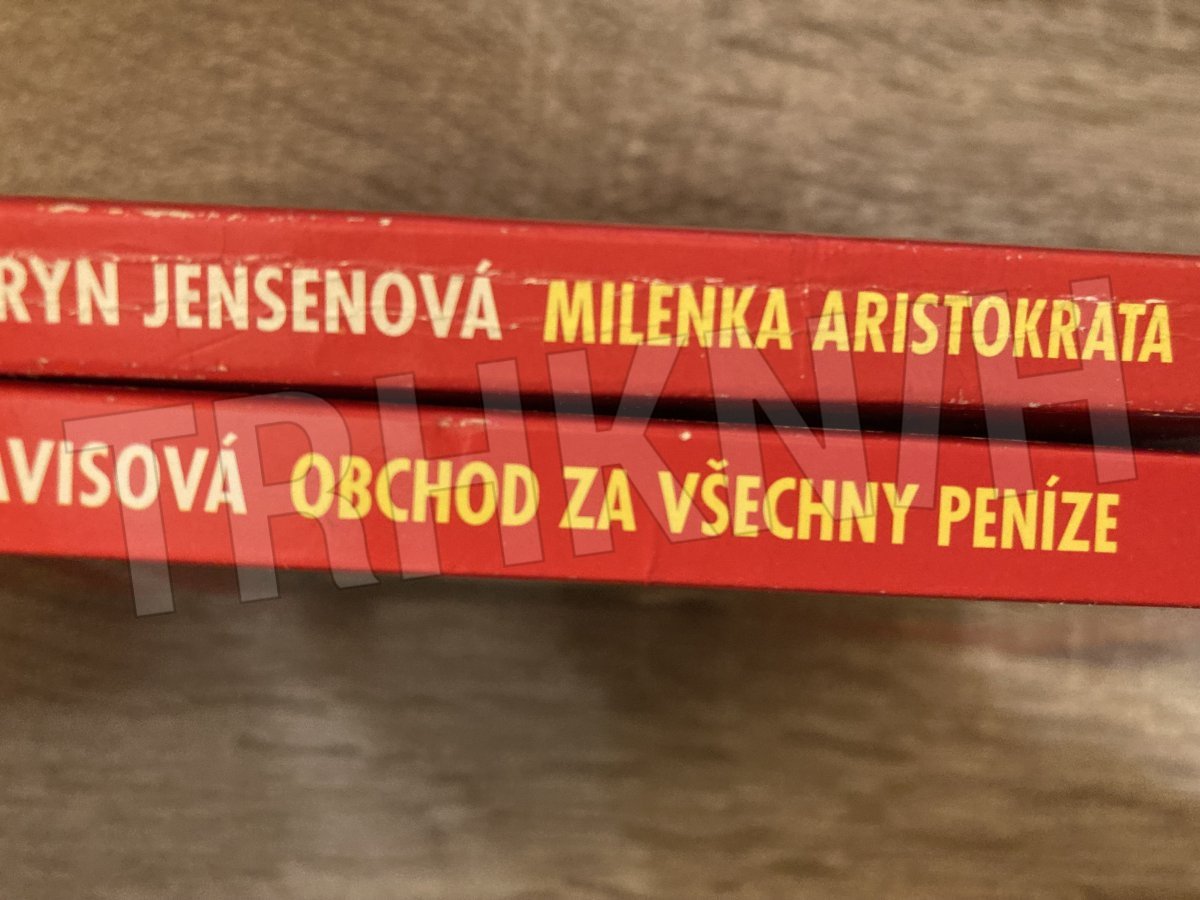 RYN JENSENOVÁ MILENKA ARISTOKRATA
AVISOVÁ OBCHOD ZA VŠECHNY PENÍZE
TRHKNIH